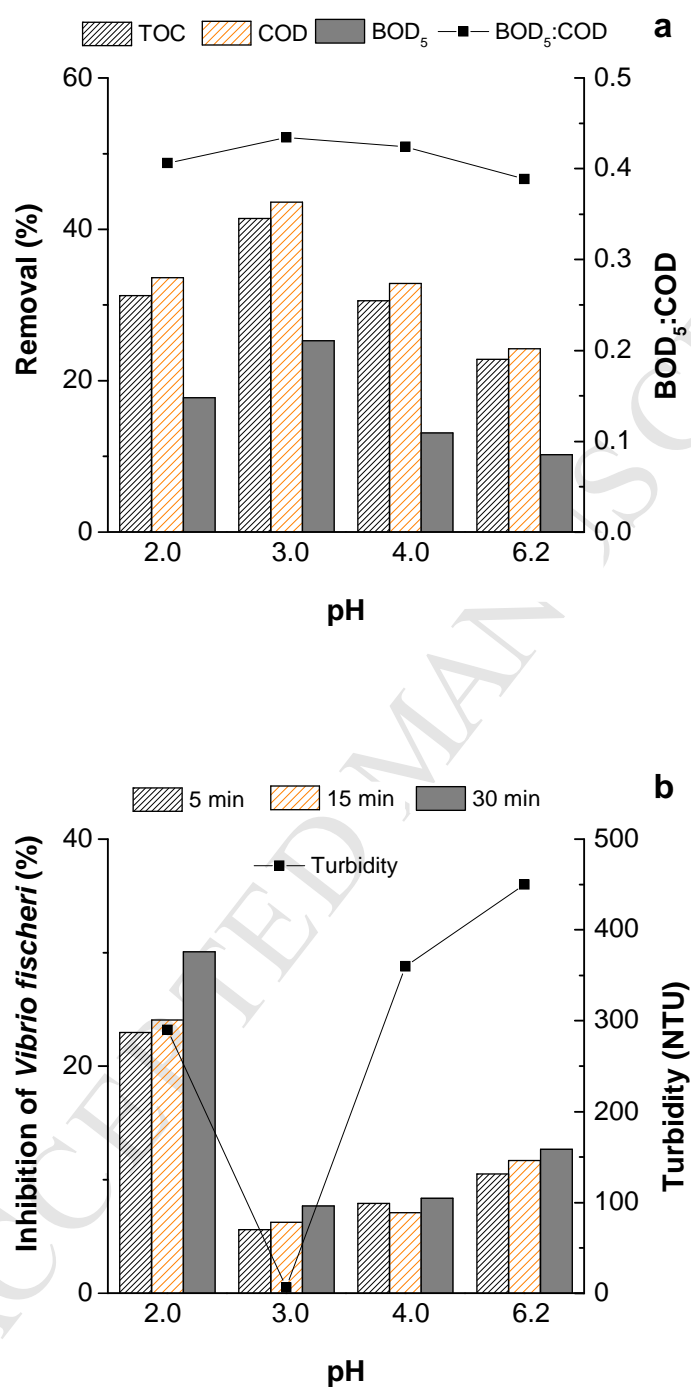 TOC COD BOD5 BOD5:COD
a
60 0.5
0.4
40
0.3
Removal (%)
BOD5:COD
0.2
20
0.1
0 0.0
2.0 3.0 4.0 6.2
pH
b
5 min 15 min 30 min
40 500
Turbidity
400
300
Inhibition of Vibrio fischeri (%)
Turbidity (NTU)
20
200
100
0 0
2.0 3.0 4.0 6.2
pH